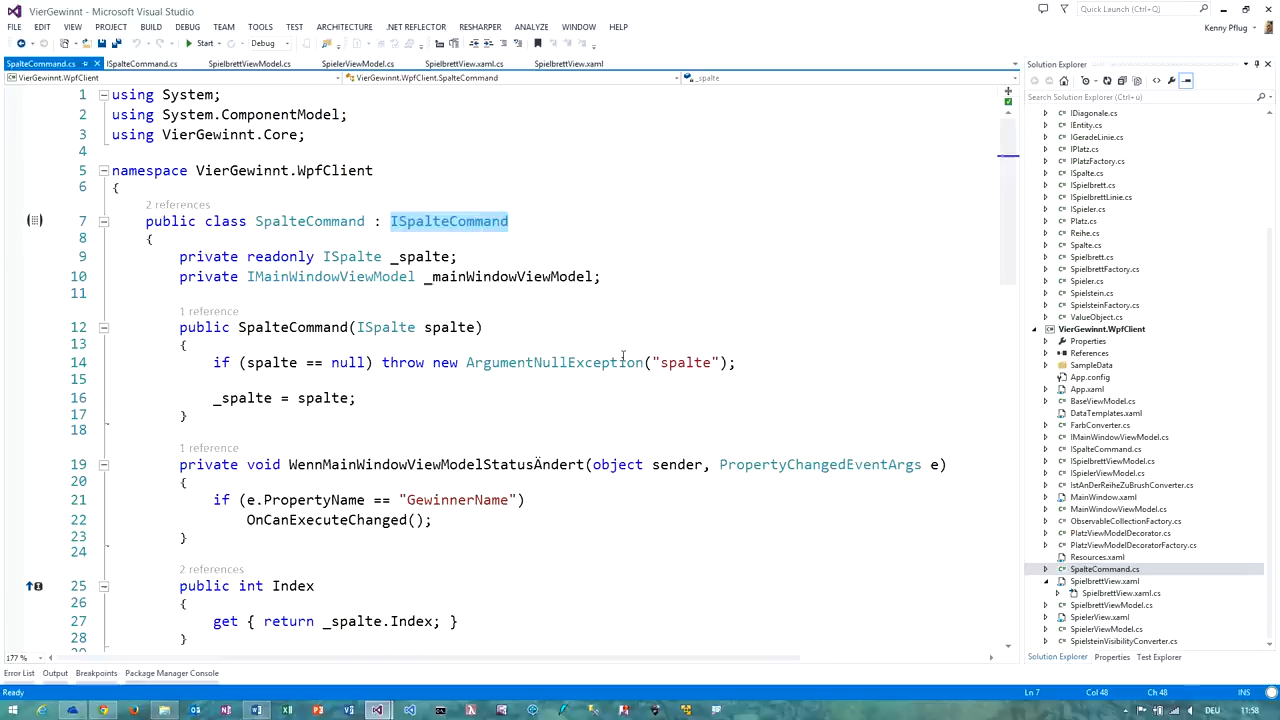 VierGewinnt - Microsoft Visual Studio
Quick Launch (Ctrl+Q)
FILE EDIT VIEW PROJECT BUILD DEBUG TEAM TOOLS TEST ARCHITECTURE .NET REFLECTOR RESHARPER ANALYZE WINDOW HELP
Kenny Pflug
Start Debug
SpalteCommand.cs ISpalteCommand.cs SpielbrettViewModel.cs SpielerViewModel.cs SpielbrettView.xaml.cs SpielbrettView.xaml
VierGewinnt.WpfClient VierGewinnt.WpfClient.SpalteCommand _spalte
1 using System;
2 using System.ComponentModel;
3 using VierGewinnt.Core;
4
5 namespace VierGewinnt.WpfClient
6 {
2 references
7 public class SpalteCommand : ISpalteCommand
8 {
9 private readonly ISpalte _spalte;
10 private IMainWindowViewModel _mainWindowViewModel;
11
1 reference
12 public SpalteCommand(ISpalte spalte)
13 {
14 if (spalte == null) throw new ArgumentNullException("spalte");
15
16 _spalte = spalte;
17 }
18
1 reference
19 private void WennMainWindowViewModelStatusÄndert(object sender, PropertyChangedEventArgs e)
20 {
21 if (e.PropertyName == "GewinnerName")
22 OnCanExecuteChanged();
23 }
24
2 references
25 public int Index
26 {
27 get { return _spalte.Index; }
28 }
177 %
Solution Explorer
Search Solution Explorer (Ctrl+ü)
IDiagonale.cs
IEntity.cs
IGeradeLinie.cs
IPlatz.cs
IPlatzFactory.cs
ISpalte.cs
ISpielbrett.cs
ISpielbrettLinie.cs
ISpieler.cs
Platz.cs
Reihe.cs
Spalte.cs
Spielbrett.cs
SpielbrettFactory.cs
Spieler.cs
Spielstein.cs
SpielsteinFactory.cs
ValueObject.cs
VierGewinnt.WpfClient
Properties
References
SampleData
App.config
App.xaml
BaseViewModel.cs
DataTemplates.xaml
FarbConverter.cs
IMainWindowViewModel.cs
ISpalteCommand.cs
ISpielbrettViewModel.cs
ISpielerViewModel.cs
IstAnDerReiheZuBrushConverter.cs
MainWindow.xaml
MainWindowViewModel.cs
ObservableCollectionFactory.cs
PlatzViewModelDecorator.cs
PlatzViewModelDecoratorFactory.cs
Resources.xaml
SpalteCommand.cs
SpielbrettView.xaml
SpielbrettView.xaml.cs
SpielbrettViewModel.cs
SpielerView.xaml
SpielerViewModel.cs
SpielsteinVisibilityConverter.cs
Solution Explorer Properties Test Explorer
Error List Output Breakpoints Package Manager Console
Ready Ln 7 Col 48 Ch 48 INS
DEU 11:58